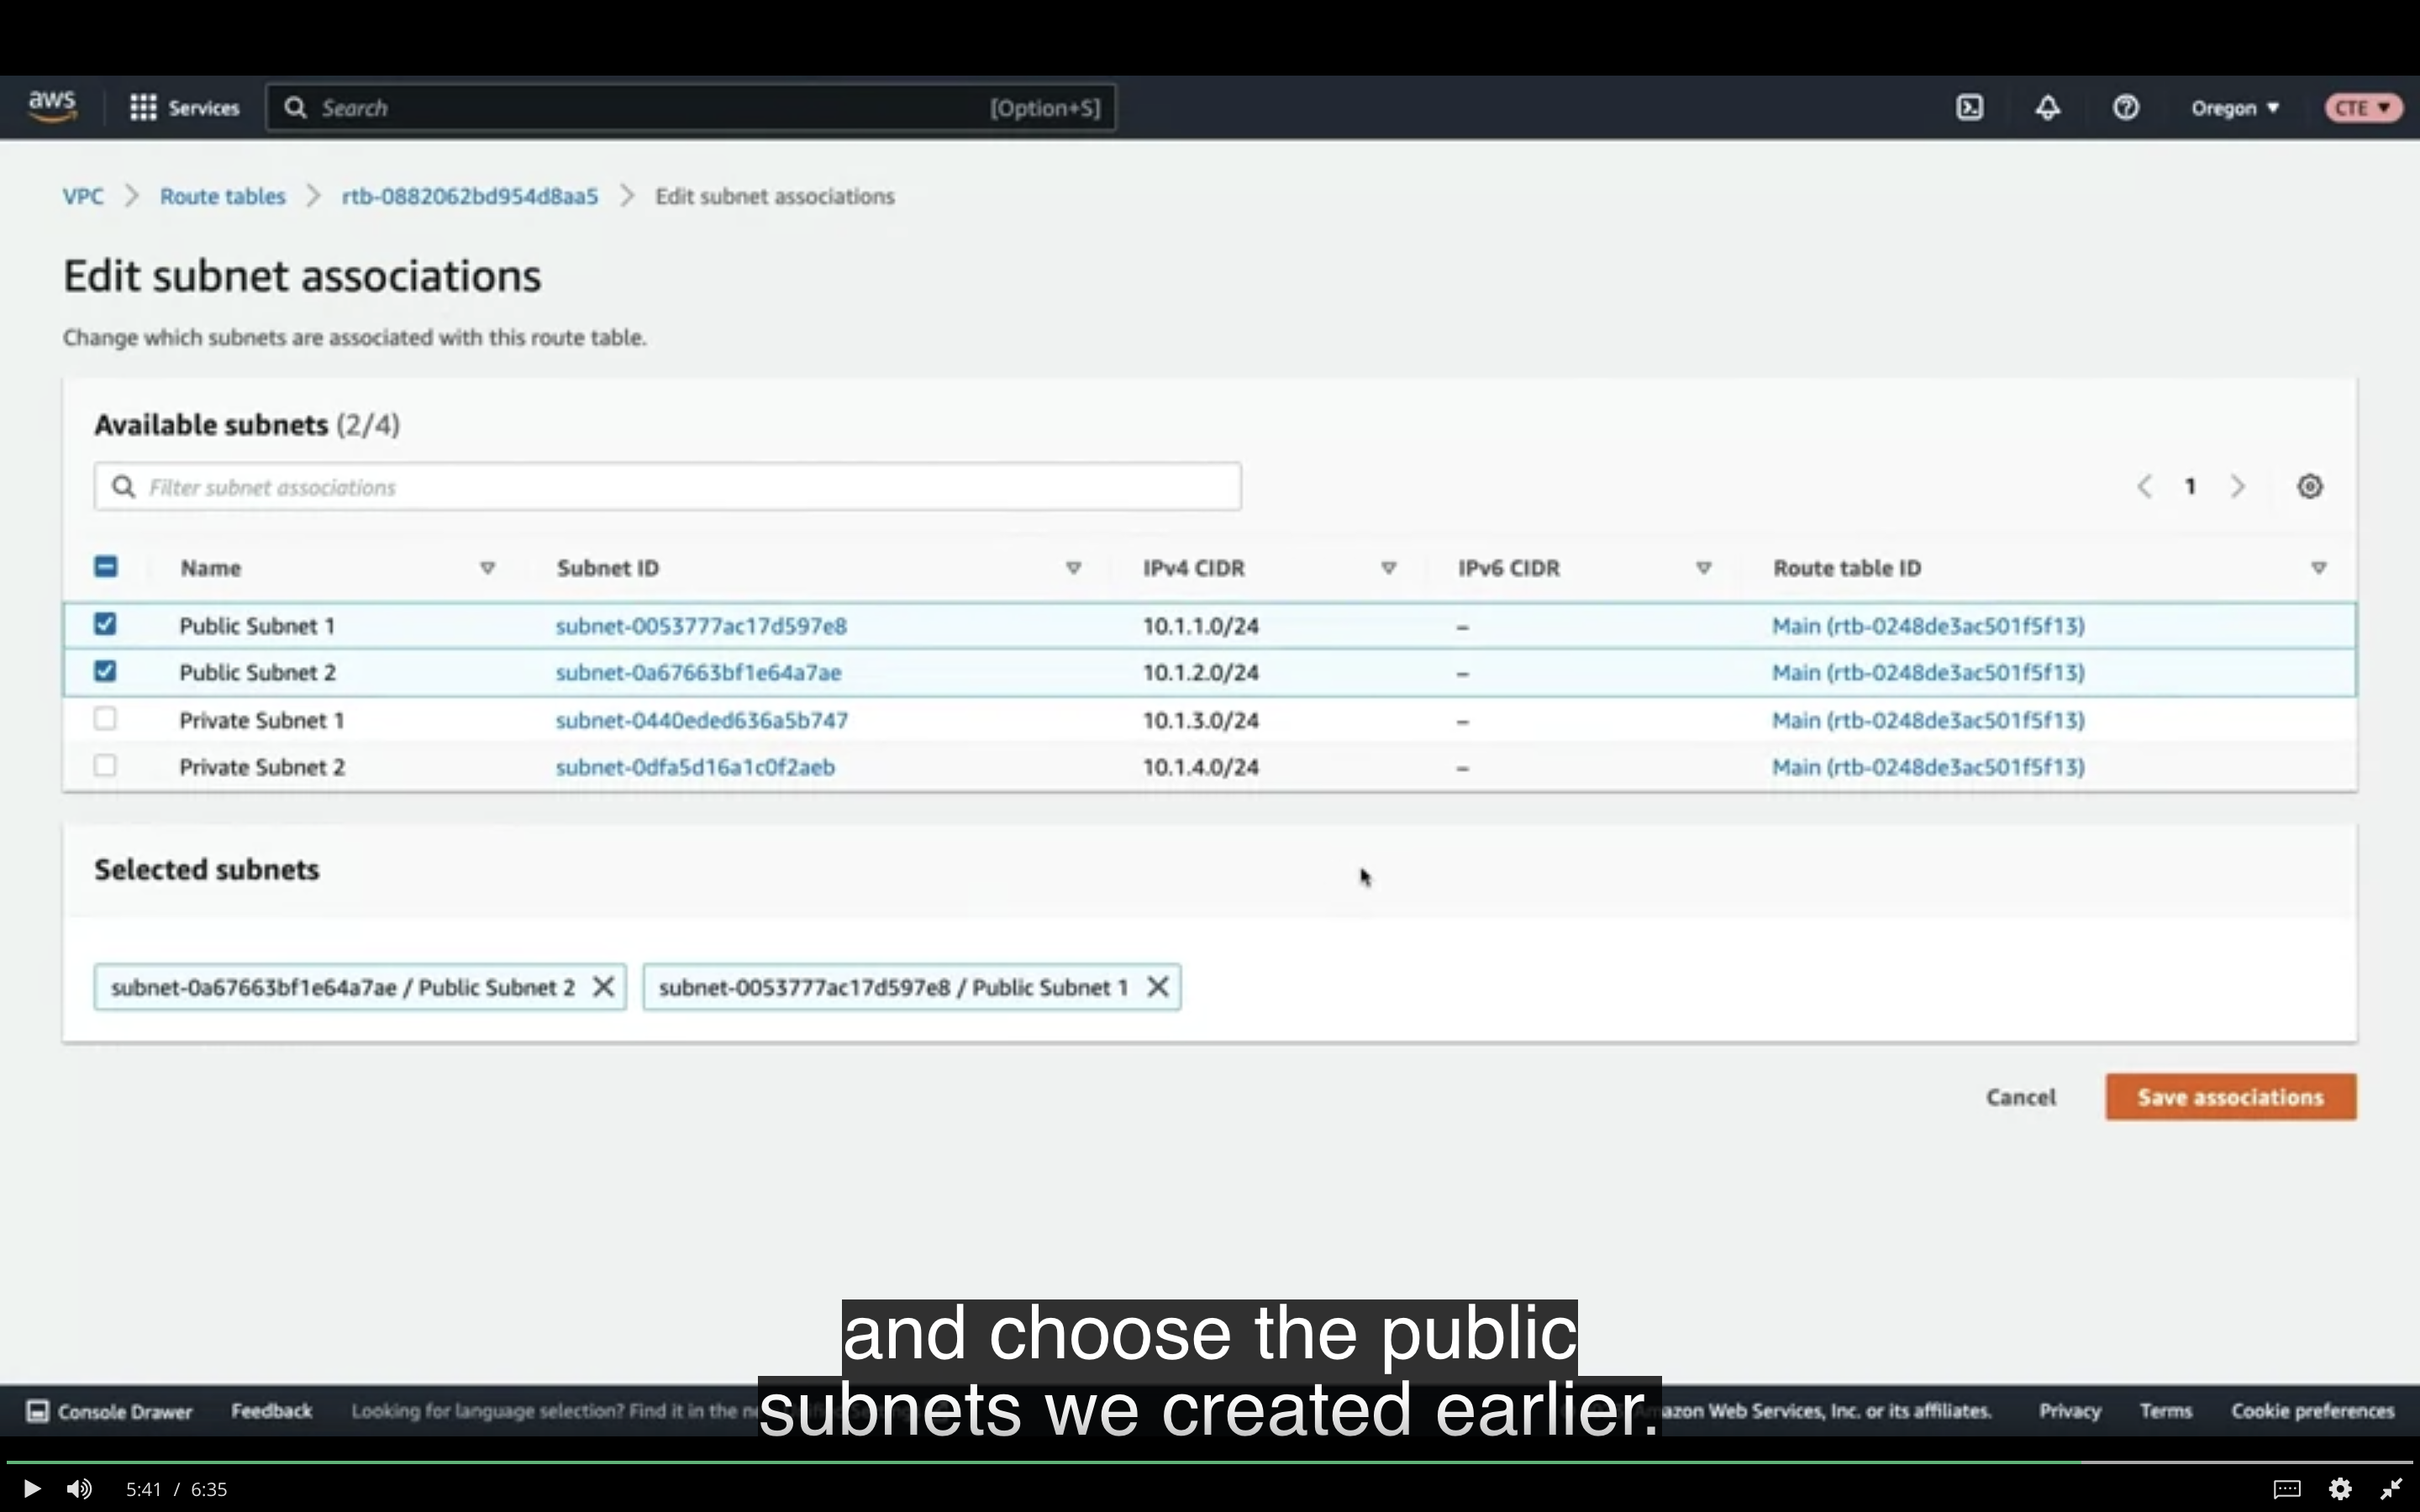 aws Services Search [Option+S] Oregon CTE
VPC > Route tables > rtb-0882062bd954d8aa5 > Edit subnet associations
Edit subnet associations
Change which subnets are associated with this route table.
Available subnets (2/4)
Filter subnet associations
1
Name Subnet ID IPv4 CIDR IPv6 CIDR Route table ID
Public Subnet 1 subnet-0053777ac17d597e8 10.1.1.0/24 – Main (rtb-0248de3ac501f5f13)
Public Subnet 2 subnet-0a67663bf1e64a7ae 10.1.2.0/24 – Main (rtb-0248de3ac501f5f13)
Private Subnet 1 subnet-0440eded636a5b747 10.1.3.0/24 – Main (rtb-0248de3ac501f5f13)
Private Subnet 2 subnet-0dfa5d16a1c0f2aeb 10.1.4.0/24 – Main (rtb-0248de3ac501f5f13)
Selected subnets
subnet-0a67663bf1e64a7ae / Public Subnet 2 subnet-0053777ac17d597e8 / Public Subnet 1
Cancel Save associations
and choose the public
subnets we created earlier.
Console Drawer Feedback Looking for language selection? Find it in the azon Web Services, Inc. or its affiliates. Privacy Terms Cookie preferences
5:41 / 6:35